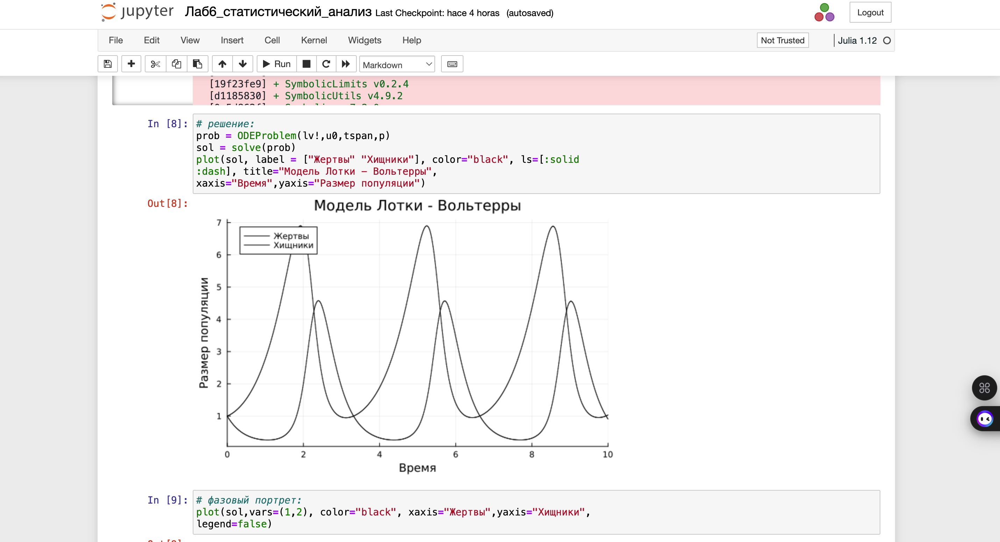 jupyter Лаб6_статистический_анализ Last Checkpoint: hace 4 horas (autosaved)
Logout
File Edit View Insert Cell Kernel Widgets Help
Not Trusted
Julia 1.12
Run
Markdown
[19f23fe9] + SymbolicLimits v0.2.4
[d1185830] + SymbolicUtils v4.9.2
In [8]:
# решение:
prob = ODEProblem(lv!,u0,tspan,p)
sol = solve(prob)
plot(sol, label = ["Жертвы" "Хищники"], color="black", ls=[:solid
:dash], title="Модель Лотки – Вольтерры",
xaxis="Время",yaxis="Размер популяции")
Out[8]:
Модель Лотки - Вольтерры
Жертвы
Хищники
7
6
5
4
3
2
1
Размер популяции
0 2 4 6 8 10
Время
In [9]:
# фазовый портрет:
plot(sol,vars=(1,2), color="black", xaxis="Жертвы",yaxis="Хищники",
legend=false)